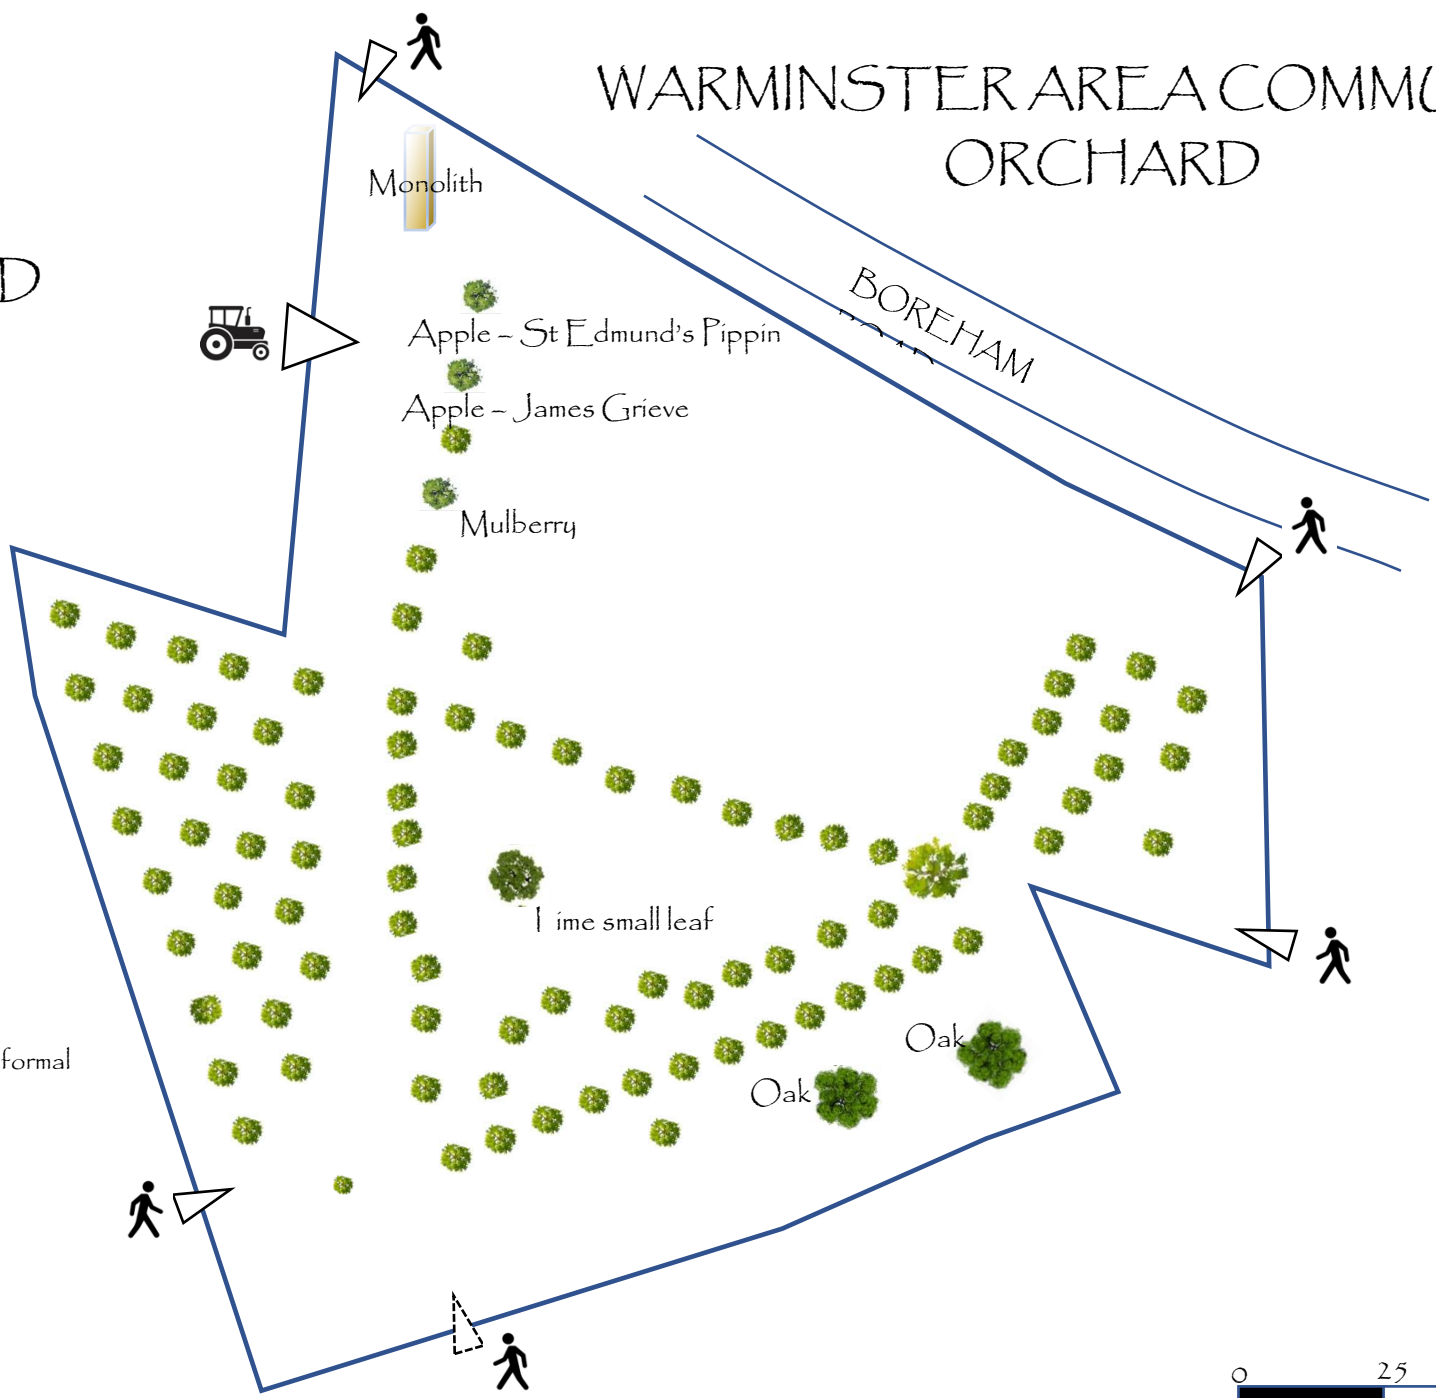 WARMINSTER AREA COMMU
ORCHARD
D
Monolith
BOREHAM
Apple – St Edmund's Pippin
Apple – James Grieve
Mulberry
ime small leaf
Oak
Oak
formal
0 25